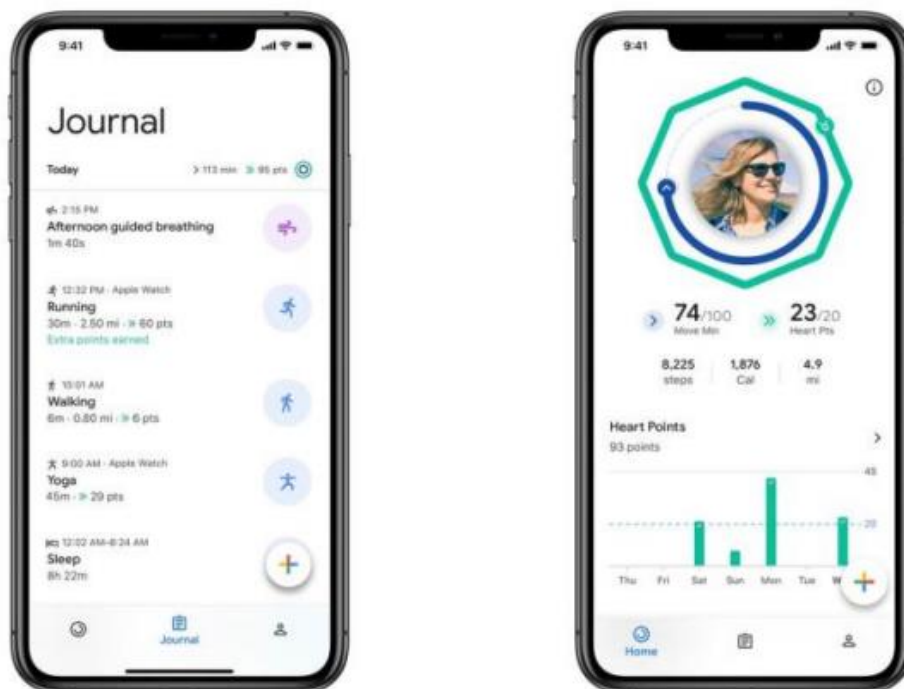 9:41
Journal
Today
113 min
95 pts
2:15 PM
Afternoon guided breathing
1m 40s
12:32 PM · Apple Watch
Running
30m · 2.50 mi · 60 pts
Extra points earned
10:01 AM
Walking
6m · 0.80 mi · 6 pts
9:00 AM · Apple Watch
Yoga
45m · 29 pts
12:02 AM–8:24 AM
Sleep
8h 22m
Journal
9:41
74/100
Move Min
23/20
Heart Pts
8,225
steps
1,876
Cal
4.9
mi
Heart Points
93 points
45
20
Thu Fri Sat Sun Mon Tue W
Home